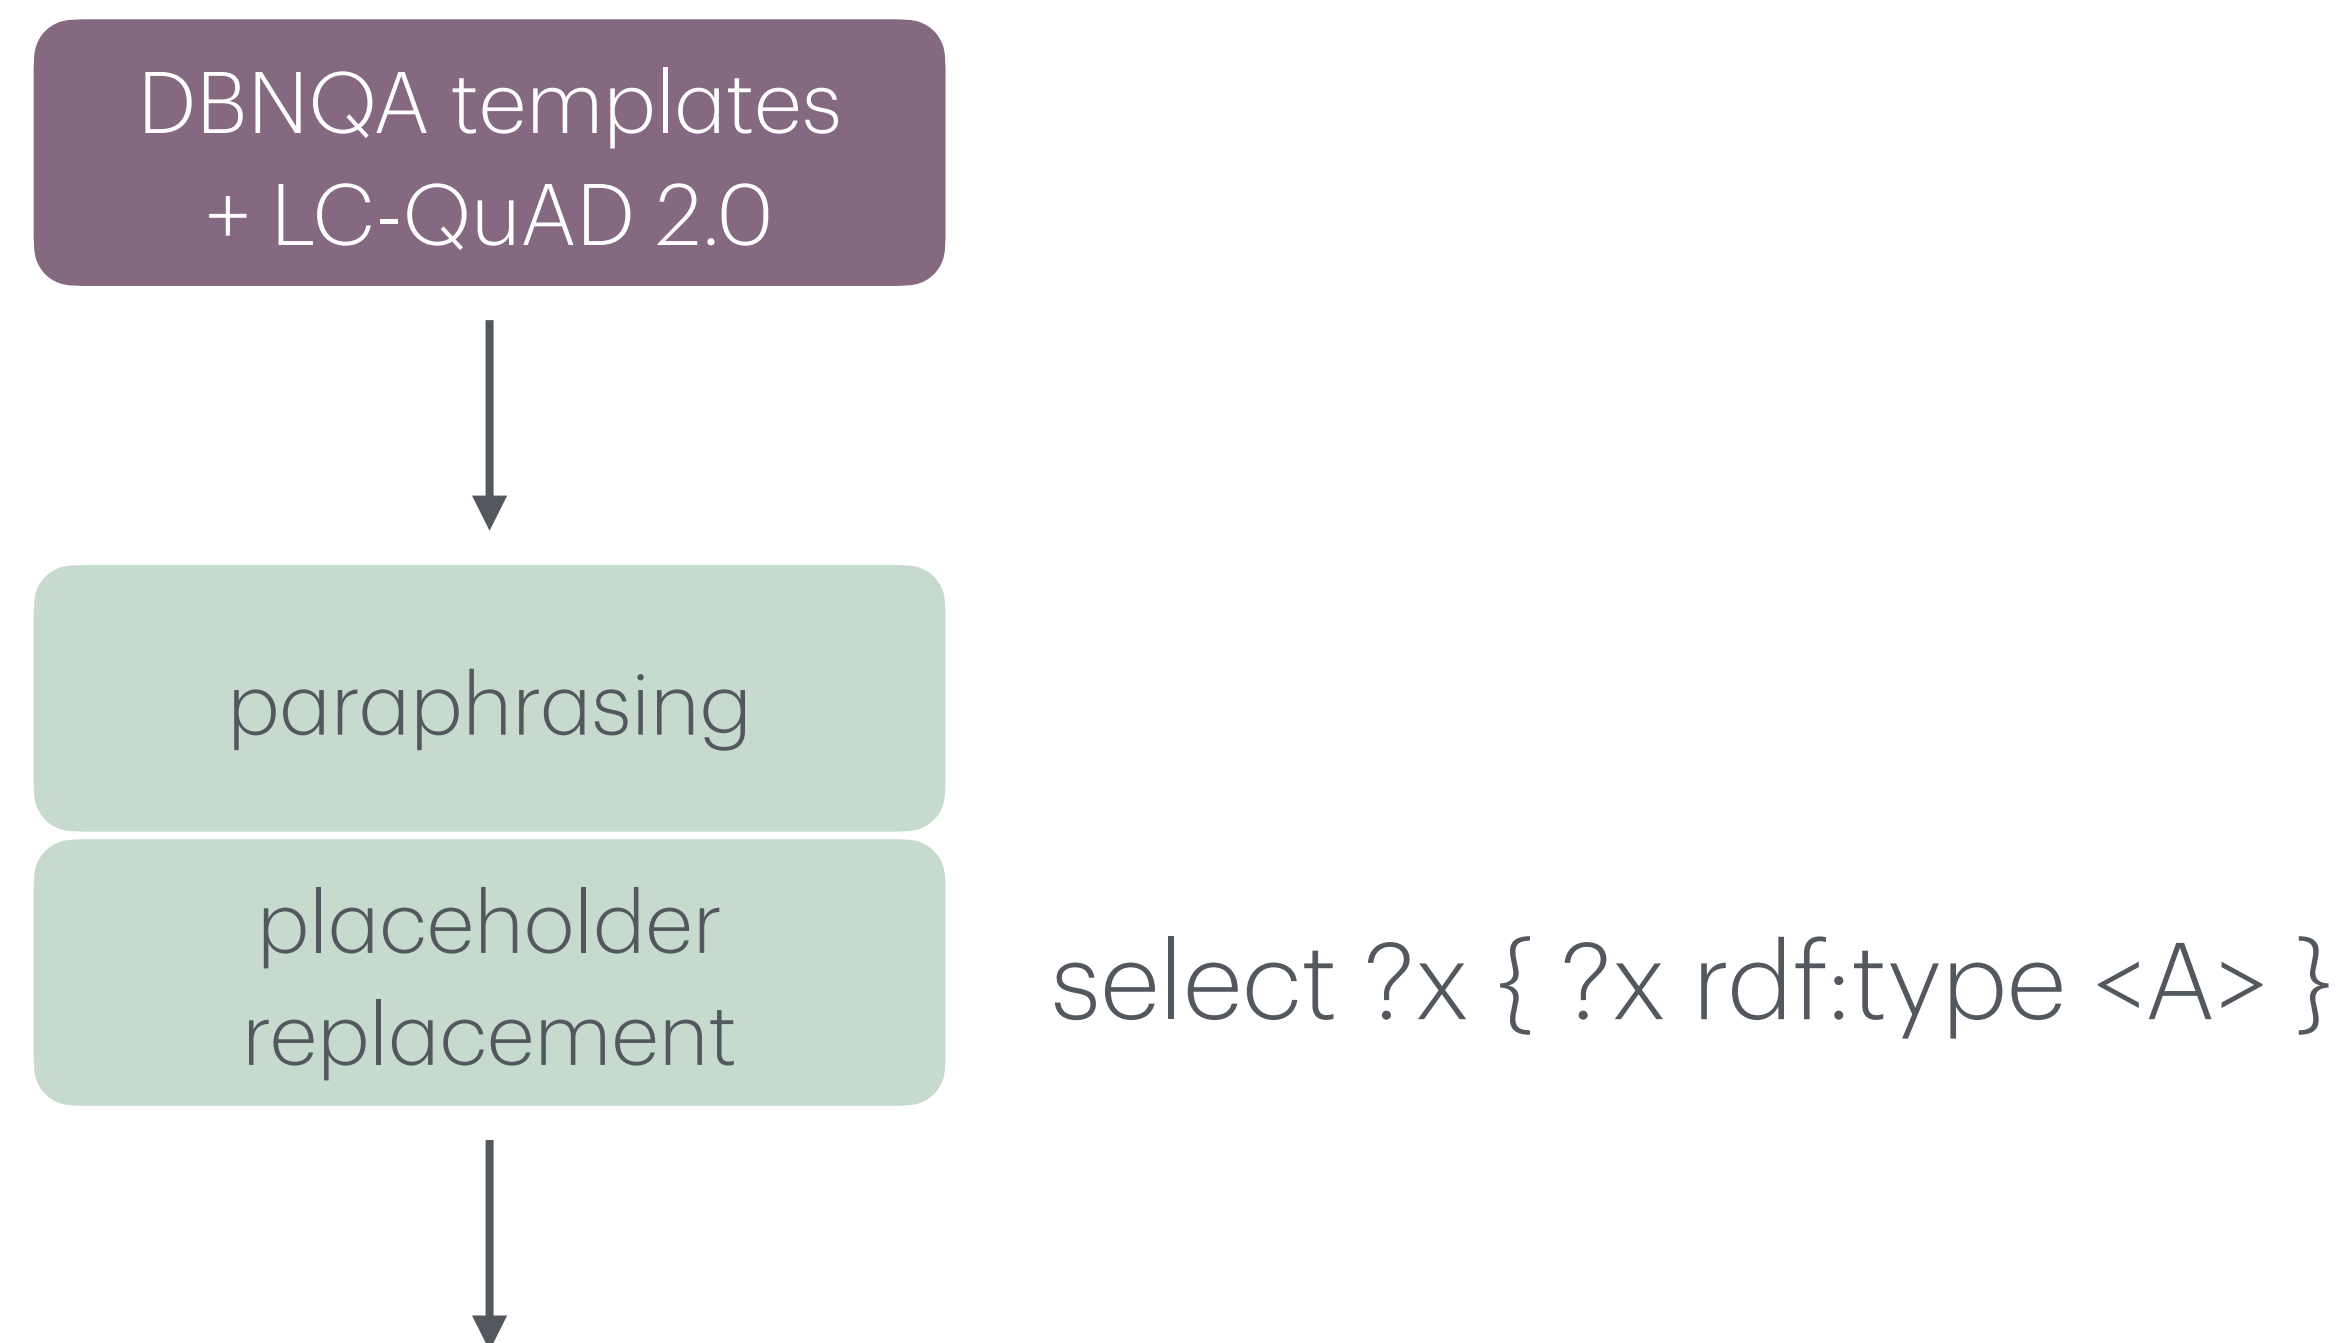 DBNQA templates
+ LC-QuAD 2.0
paraphrasing
placeholder
replacement
select ?x { ?x rdf:type <A> }